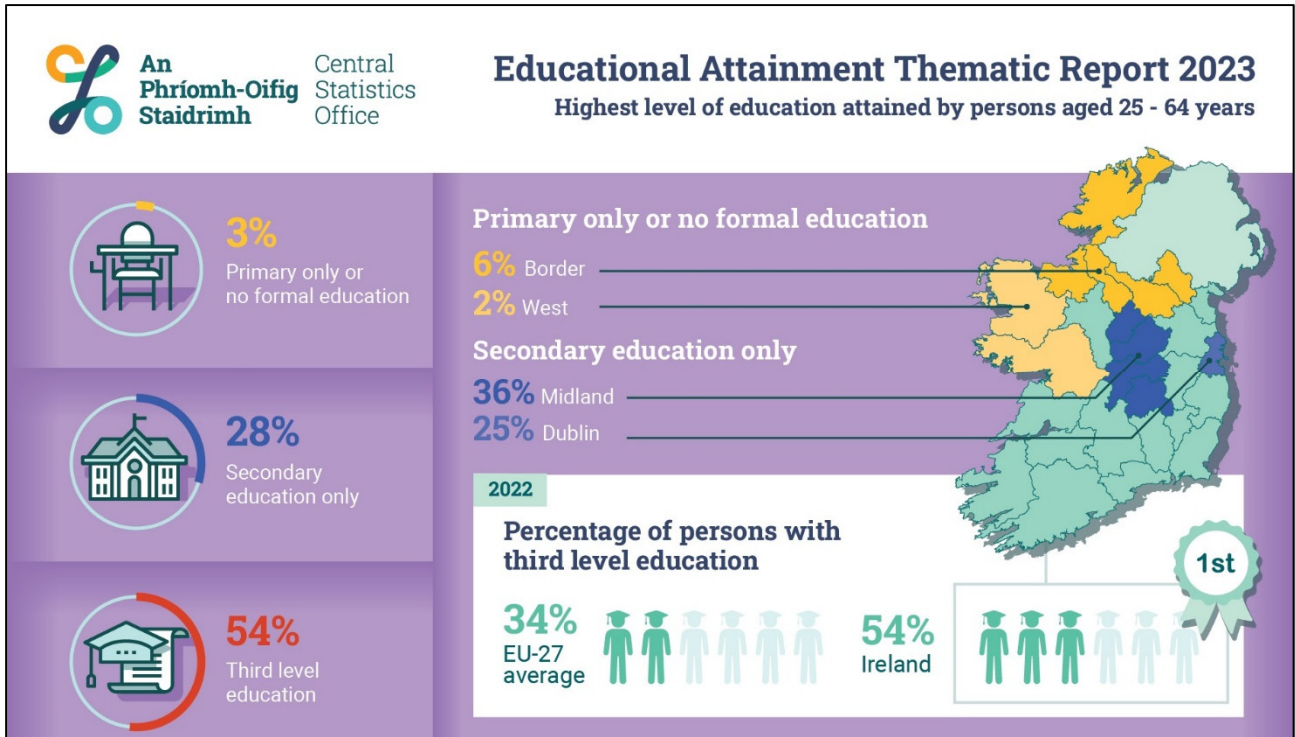 An
Phríomh-Oifig
Staidrimh
Central
Statistics
Office
Educational Attainment Thematic Report 2023
Highest level of education attained by persons aged 25 - 64 years
3%
Primary only or
no formal education
28%
Secondary
education only
54%
Third level
education
Primary only or no formal education
6% Border
2% West
Secondary education only
36% Midland
25% Dublin
2022
Percentage of persons with
third level education
34%
EU-27
average
54%
Ireland
1st